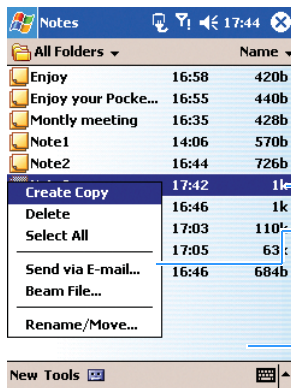 Notes 17:44
All Folders Name
Enjoy 16:58 420b
Enjoy your Pocke... 16:55 440b
Montly meeting 16:35 428b
Note1 14:06 570b
Note2 16:44 726b
17:42 1k
Create Copy 16:46 1k
Delete 17:03 110k
Select All 17:05 63k
Send via E-mail... 16:46 684b
Beam File...
Rename/Move...
New Tools